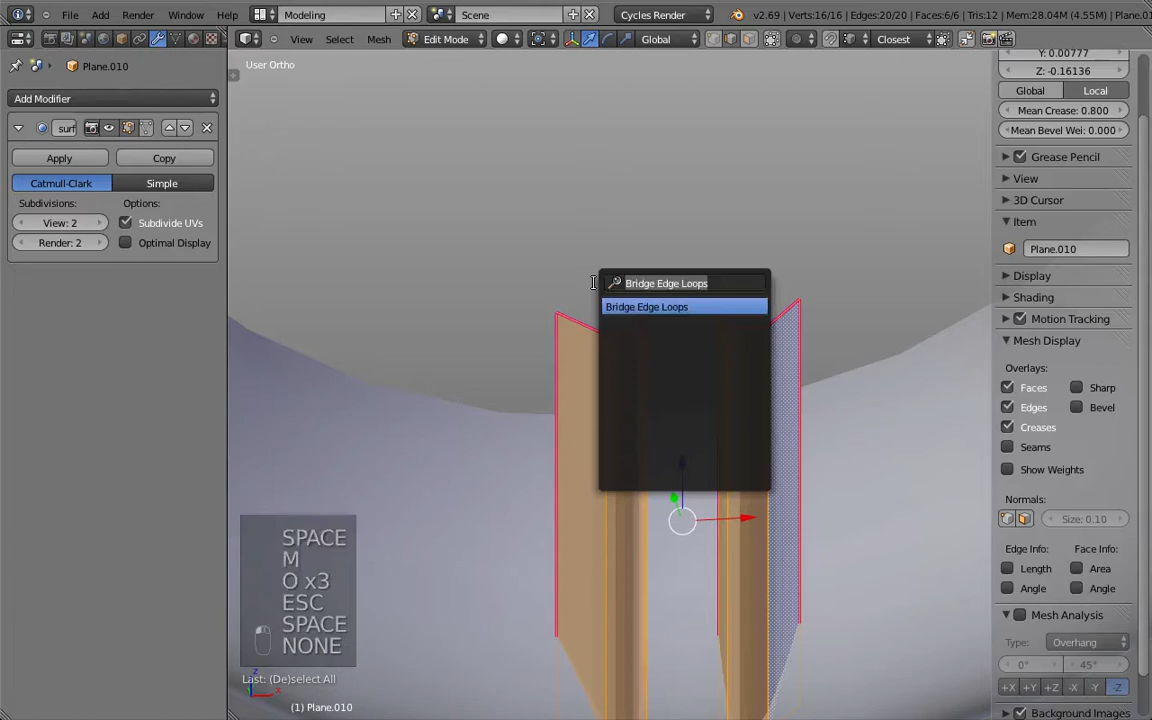 File Add Render Window Help Modeling Scene Cycles Render v2.69 | Verts:16/16 | Edges:20/20 | Faces:6/6 | Tris:12 | Mem:28.04M (4.55M) | Plane.01
View Select Mesh Edit Mode Global Closest
Plane.010
Add Modifier
surf
Apply Copy
Catmull-Clark Simple
Subdivisions: Options:
View: 2 Subdivide UVs
Render: 2 Optimal Display
User Ortho
Bridge Edge Loops
Bridge Edge Loops
SPACE
M
O x3
ESC
SPACE
NONE
Last: (De)select All
(1) Plane.010
Y: 0.00777
Z: -0.16136
Global Local
Mean Crease: 0.800
Mean Bevel Wei: 0.000
Grease Pencil
View
3D Cursor
Item
Plane.010
Display
Shading
Motion Tracking
Mesh Display
Overlays:
Faces Sharp
Edges Bevel
Creases
Seams
Show Weights
Normals:
Size: 0.10
Edge Info: Face Info:
Length Area
Angle Angle
Mesh Analysis
Type: Overhang
0° 45°
+X +Y +Z -X -Y -Z
Background Images